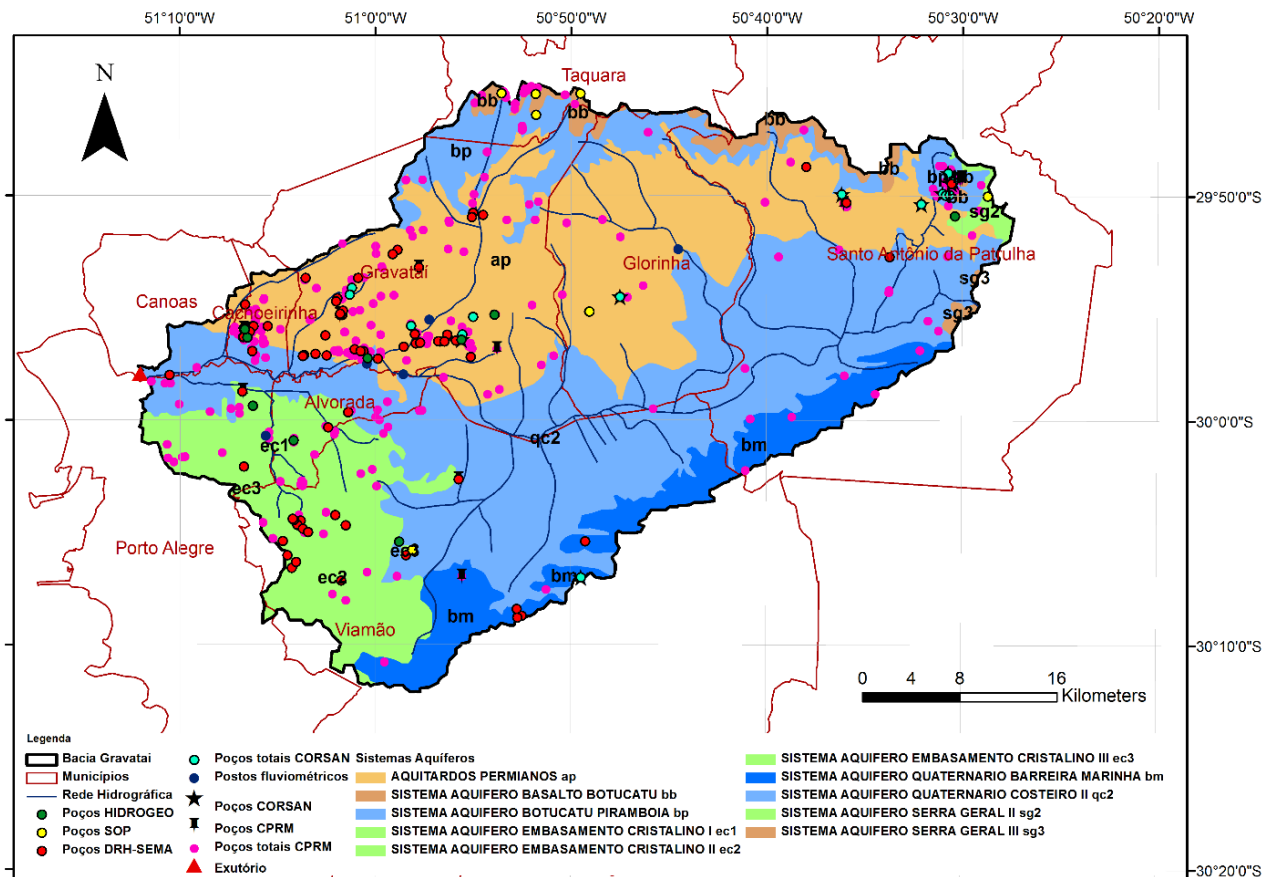 51°10'0"W 51°0'0"W 50°50'0"W 50°40'0"W 50°30'0"W 50°20'0"W
N
Taquara
bb
bb
bb
bp
bb
bp
bb
29°50'0"S
sg2
ap
Santo Antônio da Patrulha
Glorinha
Gravataí
sg3
Canoas
Cachoeirinha
sg3
Alvorada
30°0'0"S
qc2
ec1
bm
ec3
Porto Alegre
ec3
ec2
bm
bm
Viamão
30°10'0"S
0 4 8 16
Kilometers
Legenda
Bacia Gravatai
Municípios
Rede Hidrográfica
Poços HIDROGEO
Poços SOP
Poços DRH-SEMA
Poços totais CORSAN
Postos fluviométricos
Poços CORSAN
Poços CPRM
Poços totais CPRM
Exutório
Sistemas Aquíferos
AQUITARDOS PERMIANOS ap
SISTEMA AQUIFERO BASALTO BOTUCATU bb
SISTEMA AQUIFERO BOTUCATU PIRAMBOIA bp
SISTEMA AQUIFERO EMBASAMENTO CRISTALINO I ec1
SISTEMA AQUIFERO EMBASAMENTO CRISTALINO II ec2
SISTEMA AQUIFERO EMBASAMENTO CRISTALINO III ec3
SISTEMA AQUIFERO QUATERNARIO BARREIRA MARINHA bm
SISTEMA AQUIFERO QUATERNARIO COSTEIRO II qc2
SISTEMA AQUIFERO SERRA GERAL II sg2
SISTEMA AQUIFERO SERRA GERAL III sg3
30°20'0"S